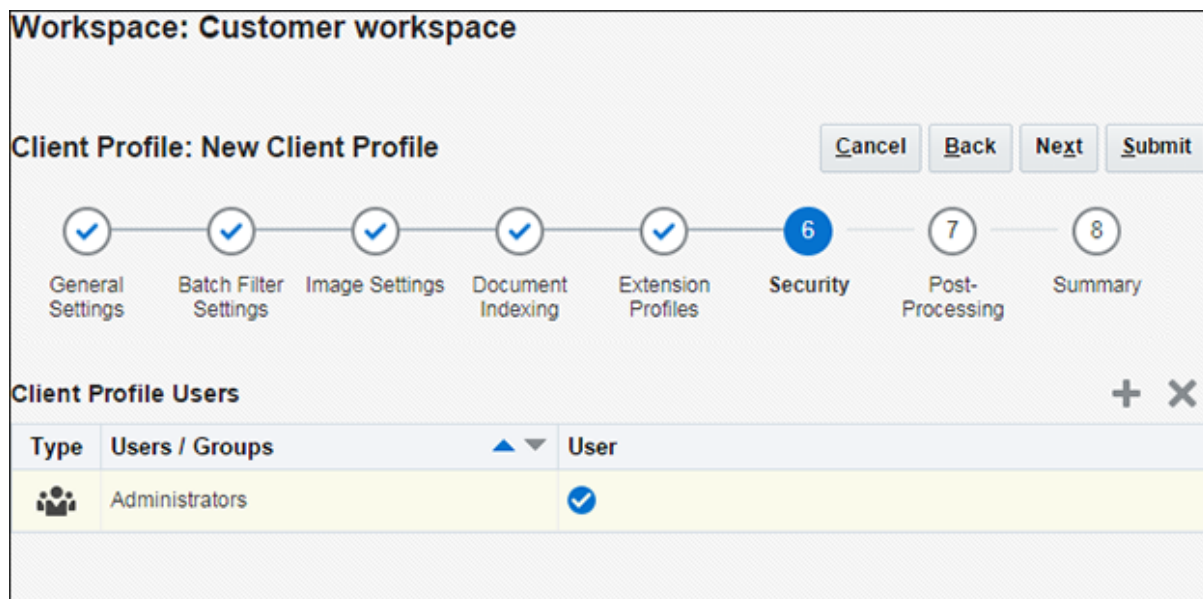 Workspace: Customer workspace
Client Profile: New Client Profile
Cancel Back Next Submit
6 7 8
General Settings
Batch Filter Settings
Image Settings
Document Indexing
Extension Profiles
Security
Post-Processing
Summary
Client Profile Users
Type Users / Groups User
Administrators